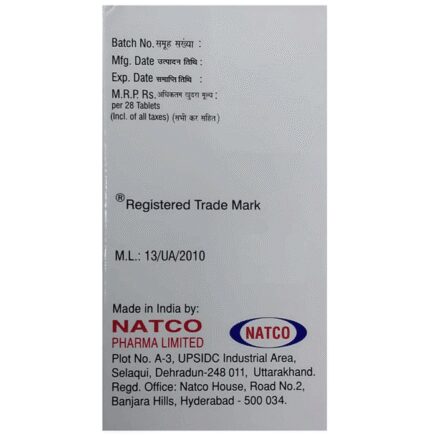 Batch No. समूह संख्या :
Mfg. Date उत्पादन तिथि :
Exp. Date समाप्ति तिथि :
M.R.P. Rs. अधिकतम खुदरा मूल्य :
per 28 Tablets
(Incl. of all taxes) (सभी कर सहित)
®Registered Trade Mark
M.L.: 13/UA/2010
Made in India by:
NATCO
PHARMA LIMITED
NATCO
Plot No. A-3, UPSIDC Industrial Area,
Selaqui, Dehradun-248 011, Uttarakhand.
Regd. Office: Natco House, Road No.2,
Banjara Hills, Hyderabad - 500 034.